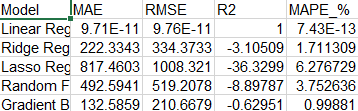 Model MAE RMSE R2 MAPE_%
Linear Reg 9.71E-11 9.76E-11 1 7.43E-13
Ridge Reg 222.3343 334.3733 -3.10509 1.711309
Lasso Reg 817.4603 1008.321 -36.3299 6.276729
Random F 492.5941 519.2078 -8.89787 3.752636
Gradient B 132.5859 210.6679 -0.62951 0.99881